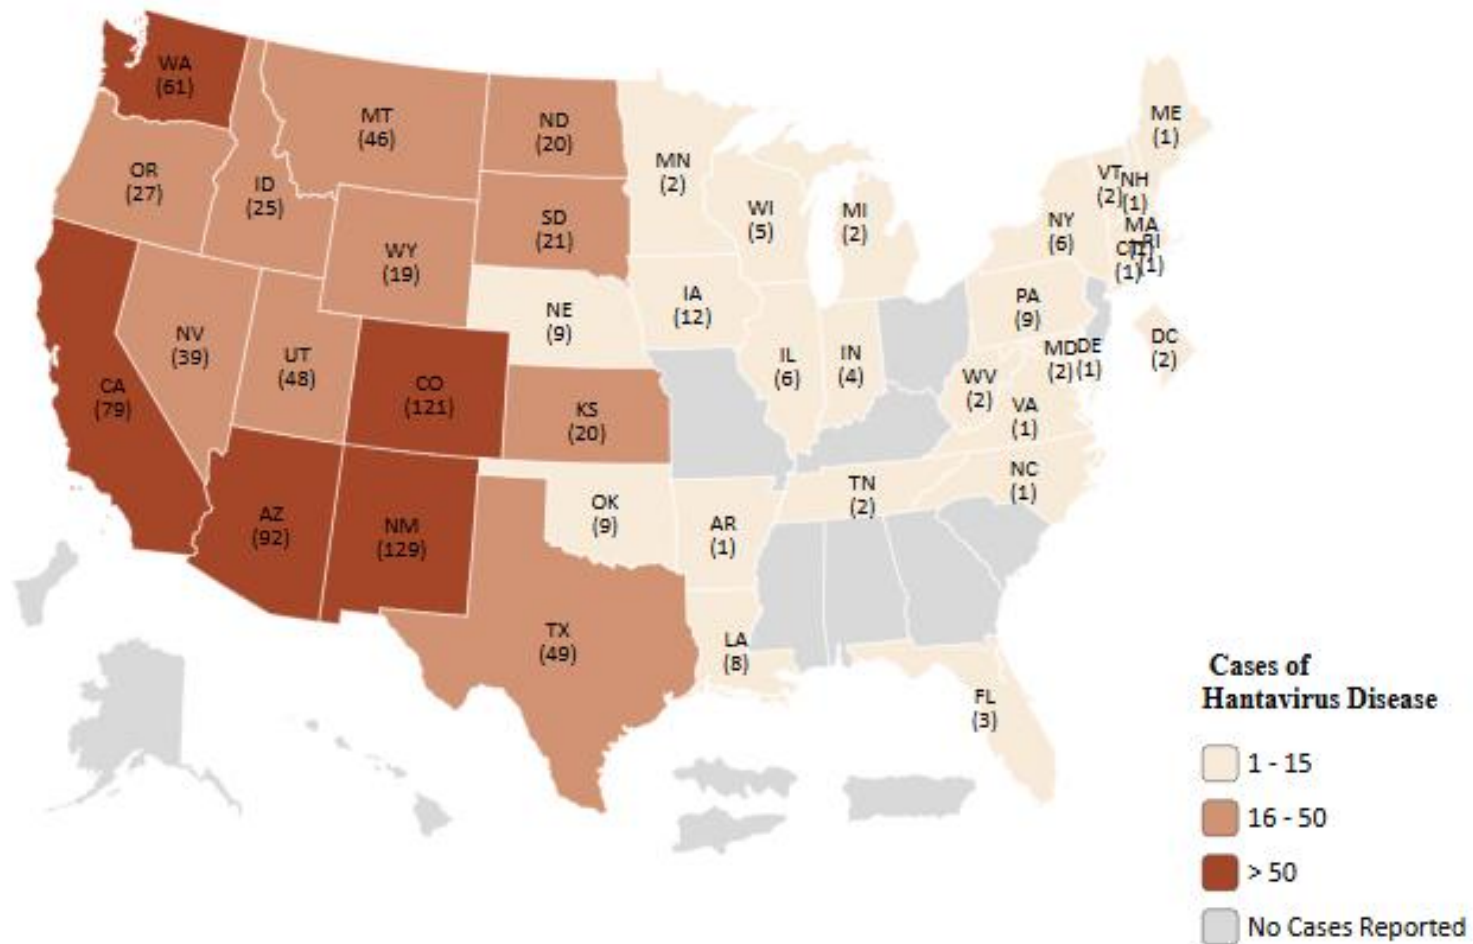 WA
(61)
MT
(46)
ND
(20)
MN
(2)
ME
(1)
OR
(27)
ID
(25)
SD
(21)
WI
(5)
MI
(2)
VT
(2)
NH
(1)
NY
(6)
MA
RI
(1)
(1)
WY
(19)
NE
(9)
IA
(12)
PA
(9)
NV
(39)
UT
(48)
CO
(121)
IL
(6)
IN
(4)
WV
(2)
MD
(2)
DE
(1)
DC
(2)
CA
(79)
KS
(20)
VA
(1)
AZ
(92)
NM
(129)
OK
(9)
AR
(1)
TN
(2)
NC
(1)
TX
(49)
LA
(8)
FL
(3)
Cases of
Hantavirus Disease
1 - 15
16 - 50
> 50
No Cases Reported